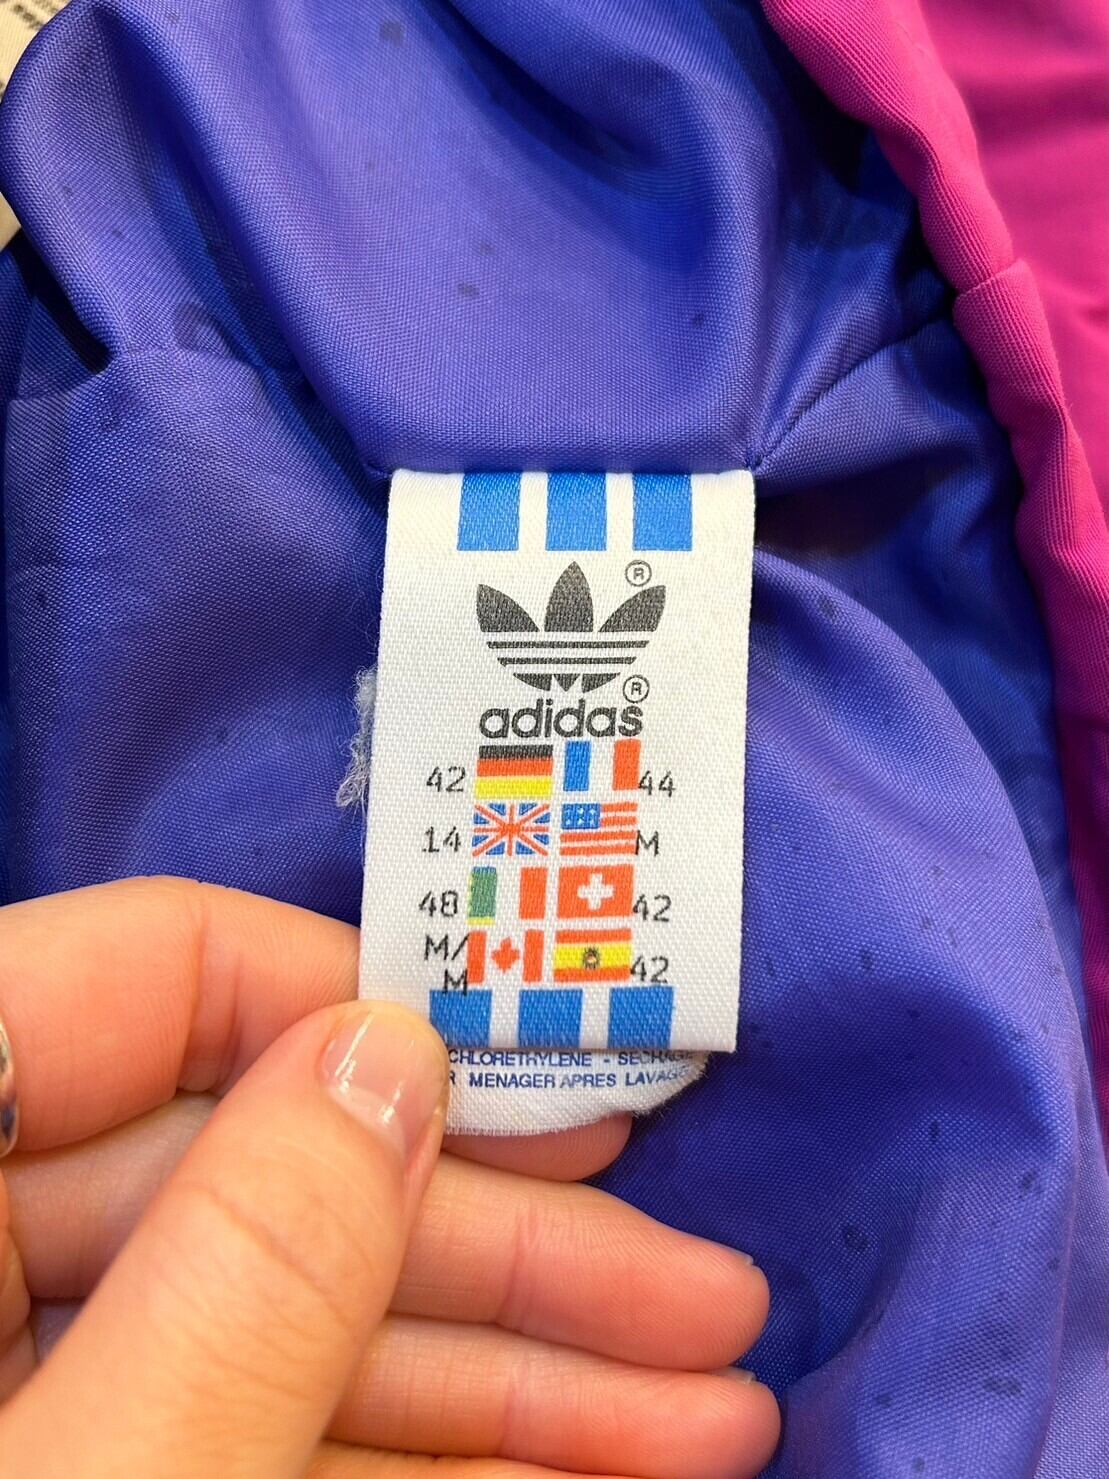 ®
®
adidas
42 44
14 M
48 42
M/
M 42
CHLORETHYLENE - SECHAGE
MENAGER APRES LAVAGE